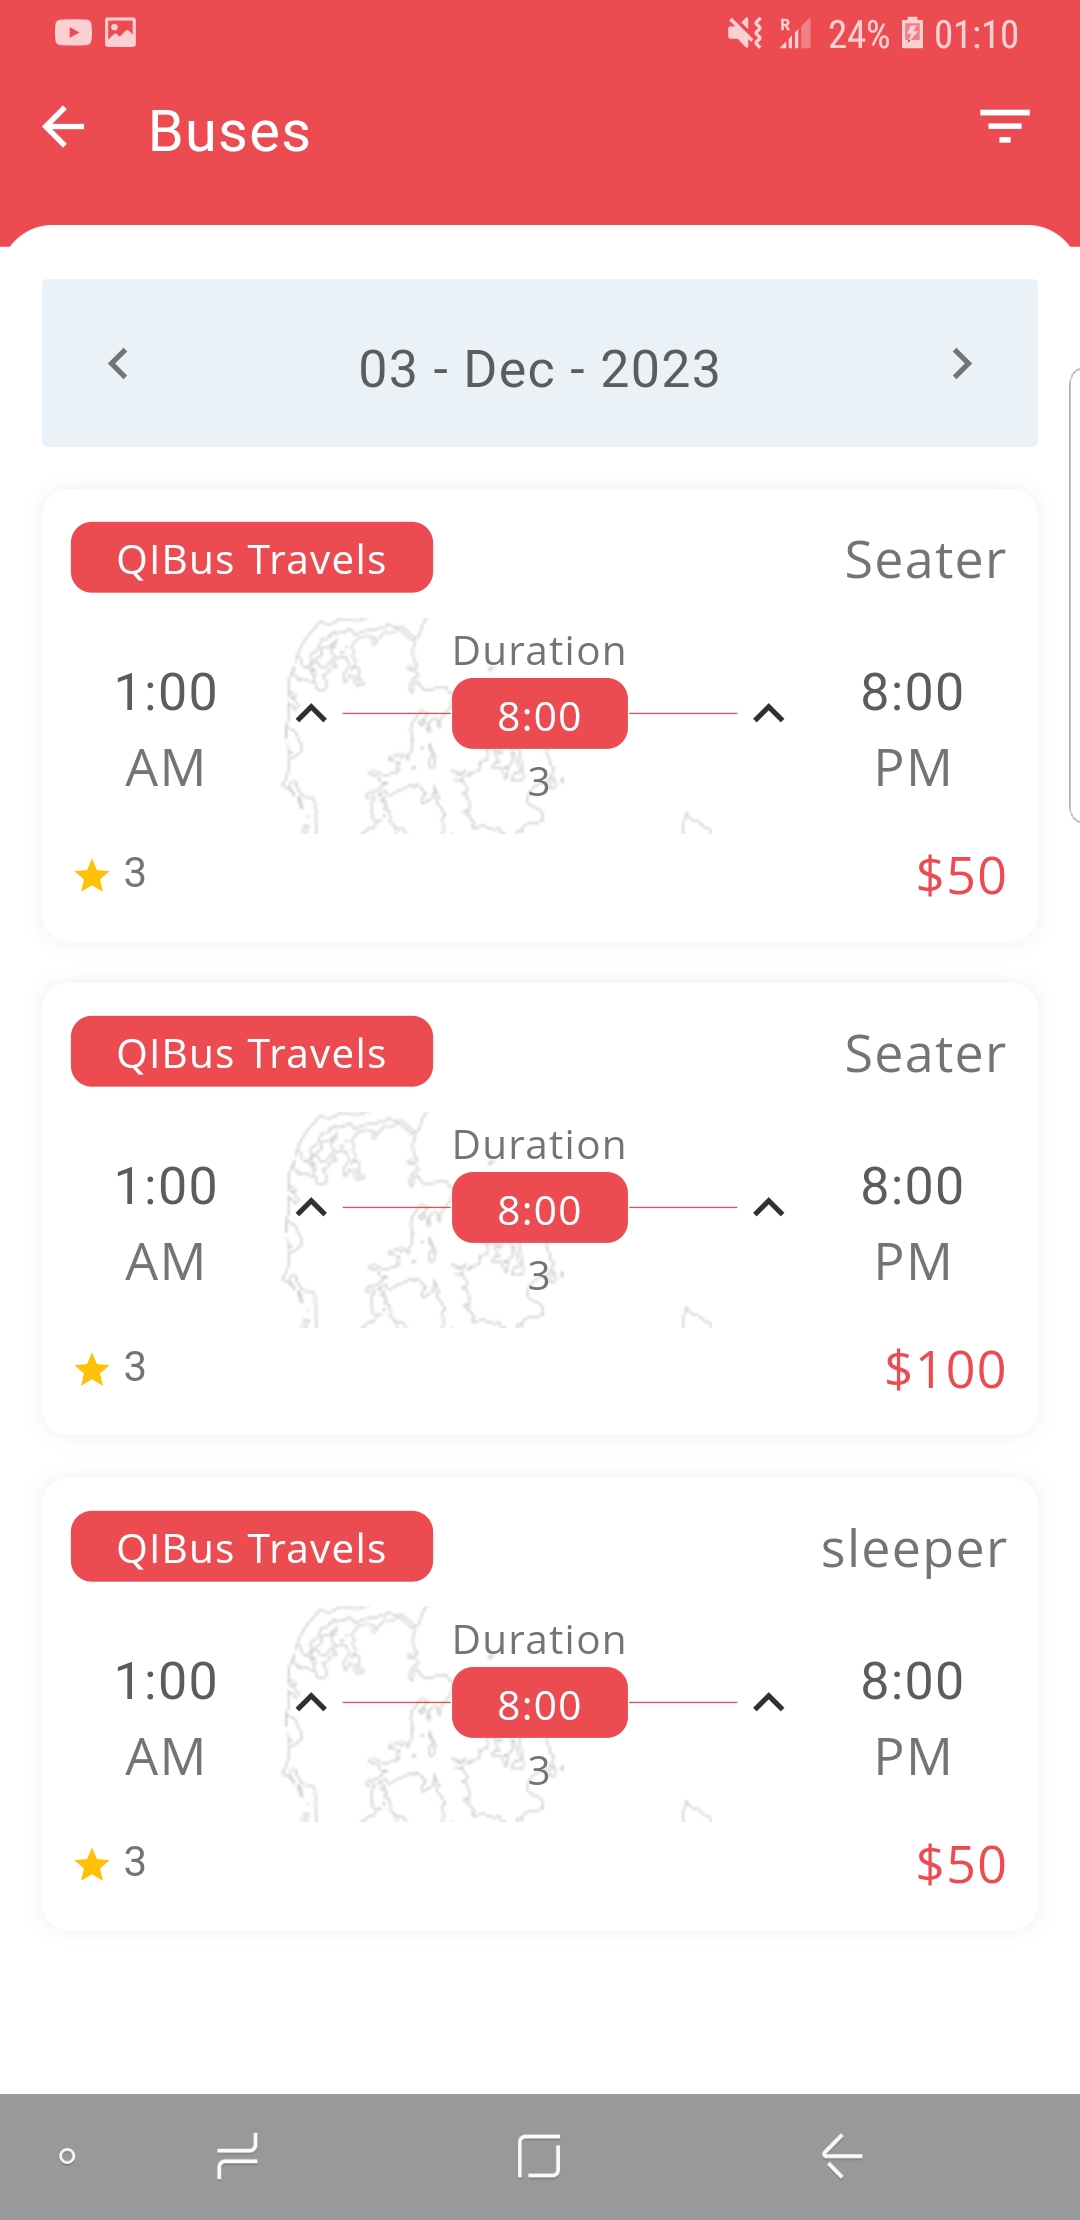 R 24% 01:10
Buses
03 - Dec - 2023
QIBus Travels Seater
Duration
1:00 8:00 8:00
AM 3 PM
3 $50
QIBus Travels Seater
Duration
1:00 8:00 8:00
AM 3 PM
3 $100
QIBus Travels sleeper
Duration
1:00 8:00 8:00
AM 3 PM
3 $50